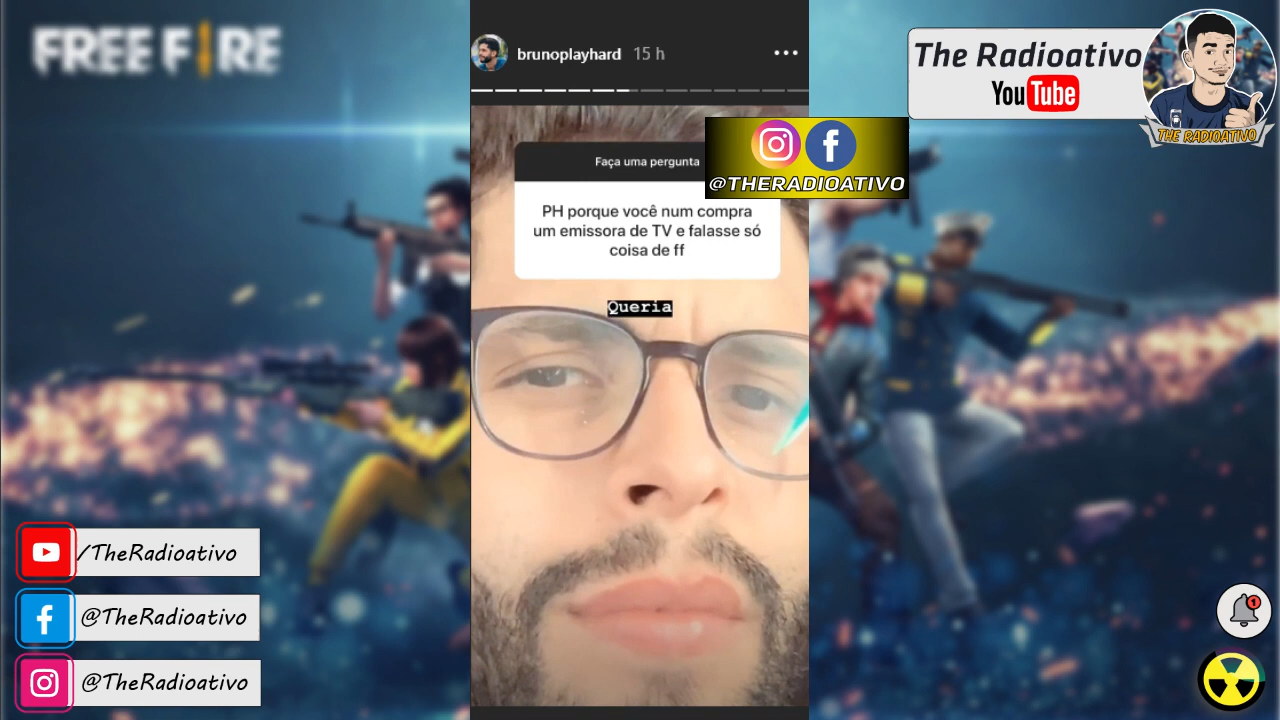 FREE FIRE
brunoplayhard 15 h
The Radioativo
YouTube
THE RADIOATIVO
@THERADIOATIVO
Faça uma pergunta
PH porque você num compra
um emissora de TV e falasse só
coisa de ff
Queria
/TheRadioativo
@TheRadioativo
@TheRadioativo
1